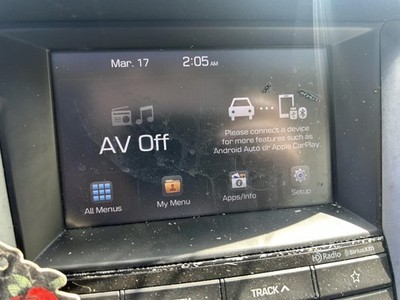 Mar. 17 2:05 AM
AV Off
Please connect a device
for more features such as
Android Auto or Apple CarPlay.
All Menus
My Menu
Apps/Info
Setup
HD Radio SiriusXM
TRACK